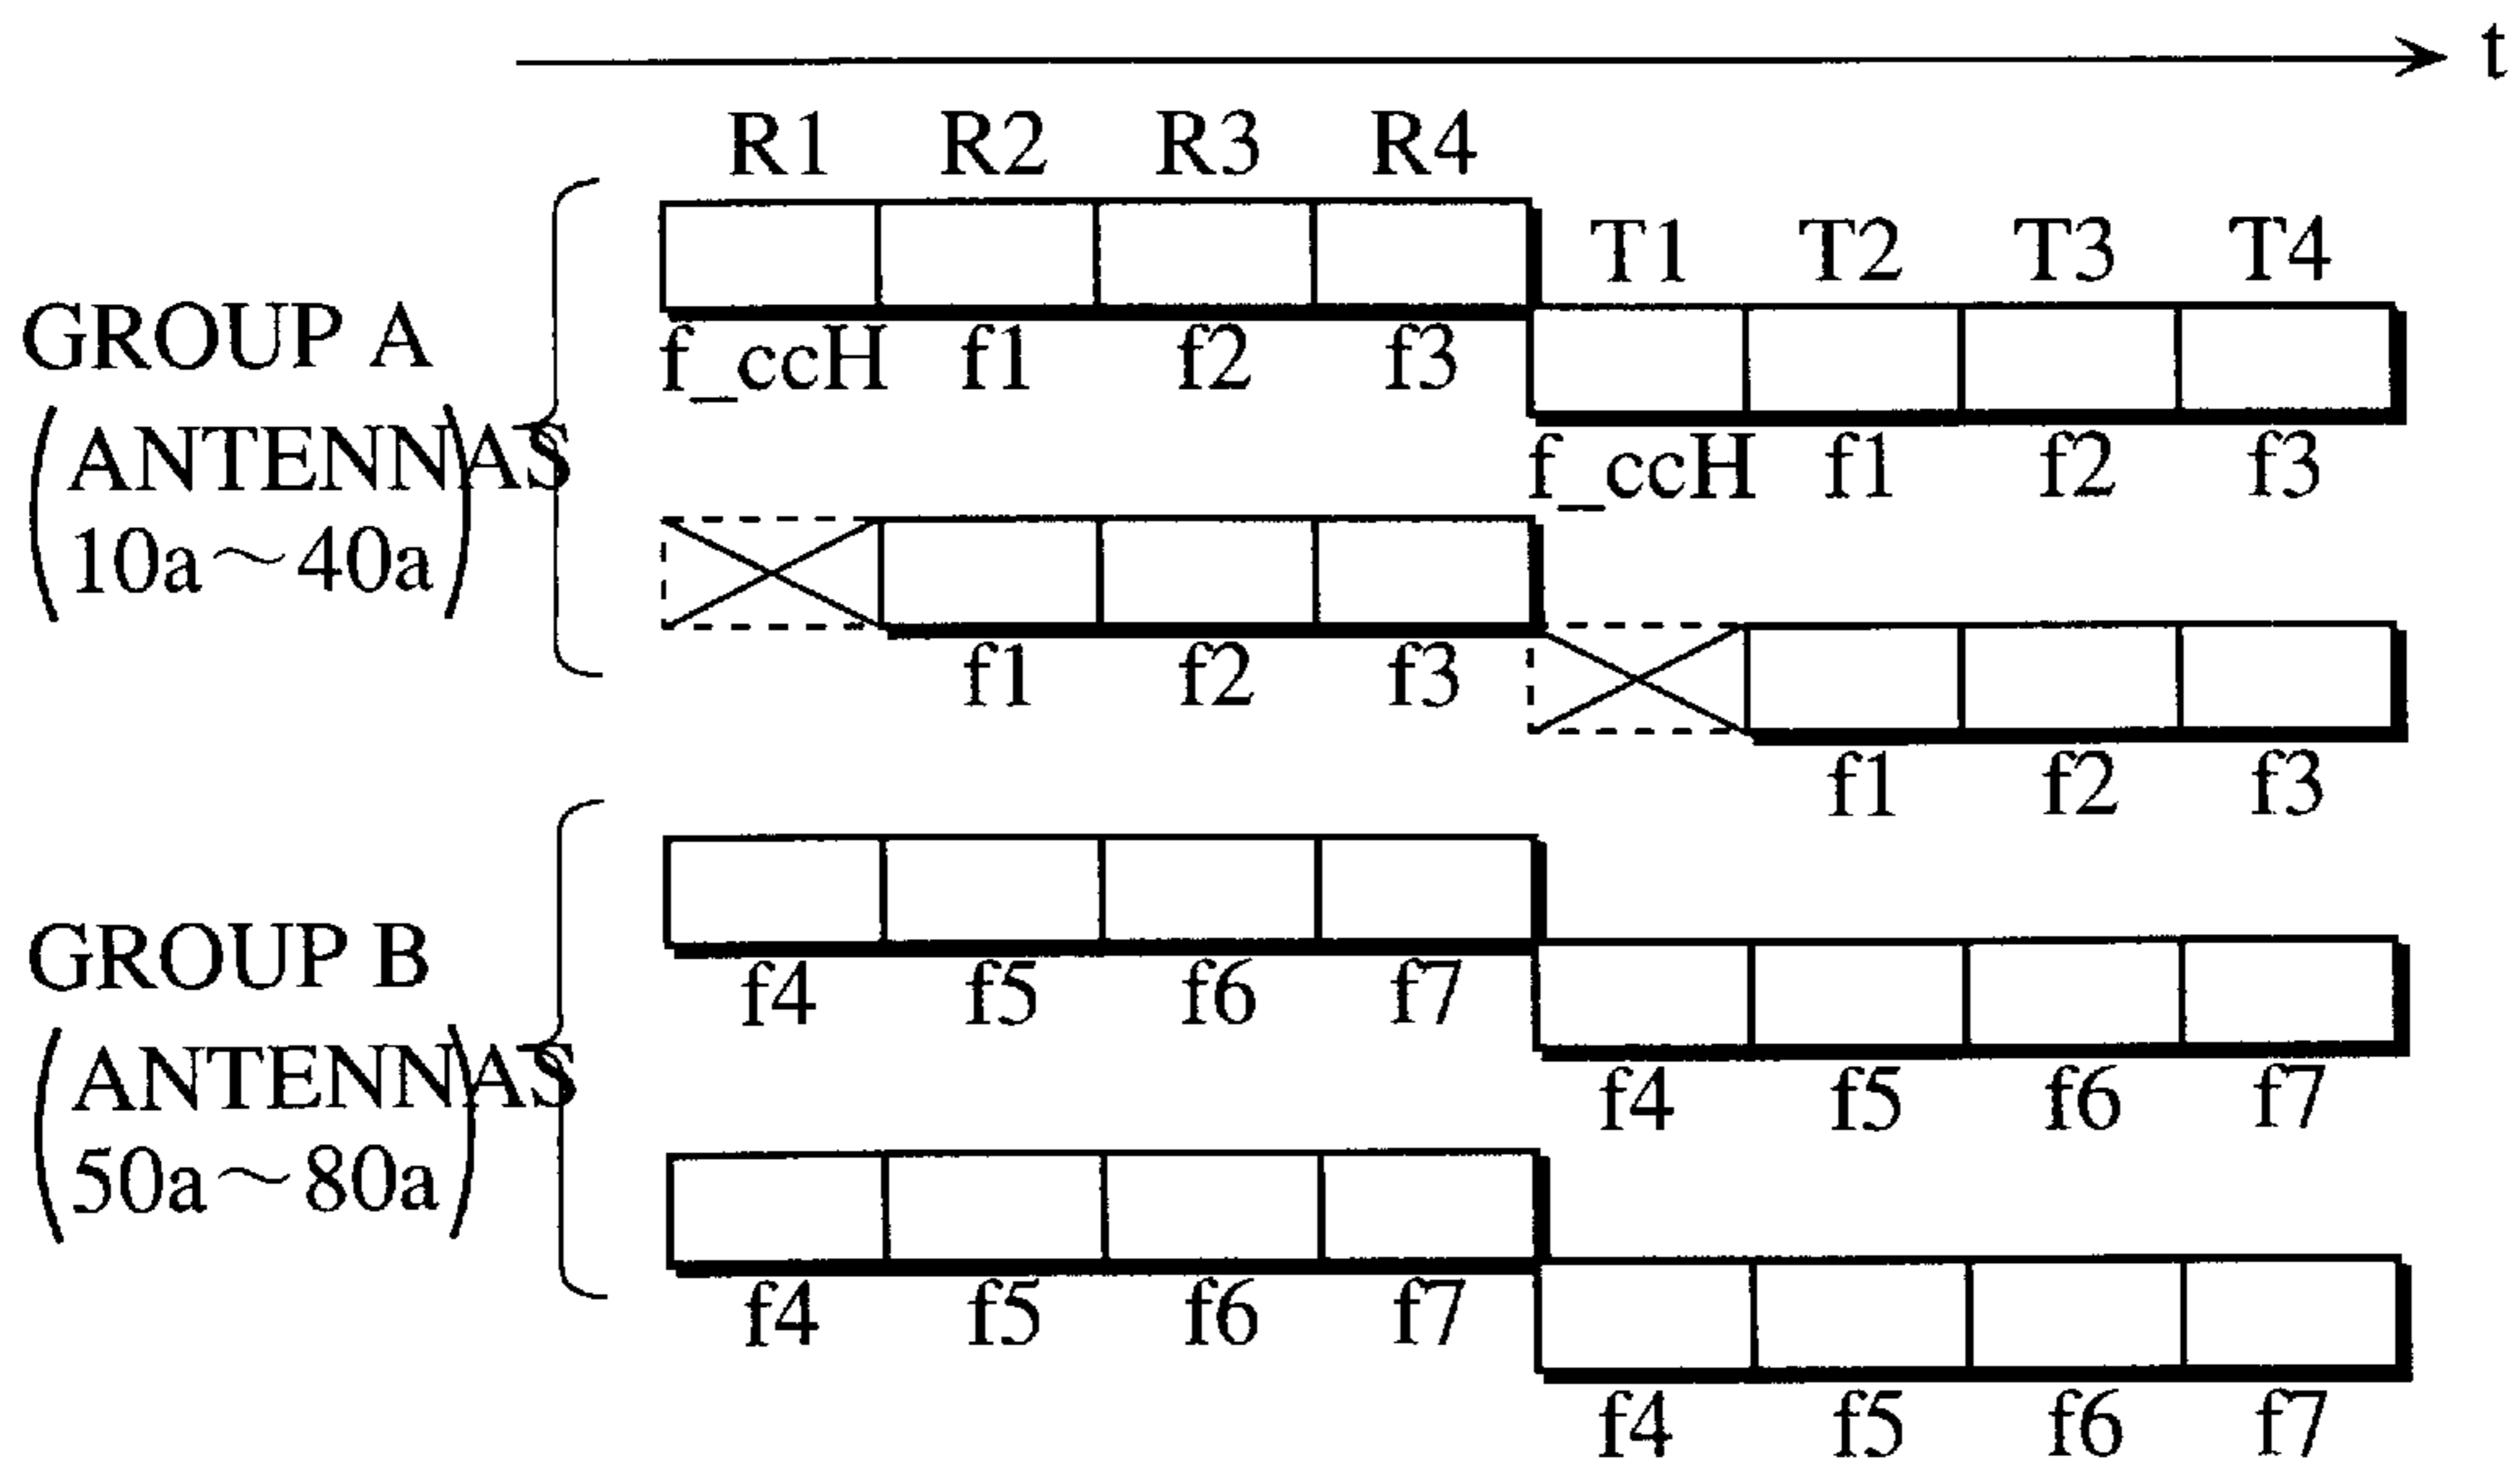 t
R1 R2 R3 R4
T1 T2 T3 T4
GROUP A
f_ccH f1 f2 f3
(ANTENNAS
10a～40a)
f_ccH f1 f2 f3
f1 f2 f3
f1 f2 f3
GROUP B
f4 f5 f6 f7
(ANTENNAS
50a～80a)
f4 f5 f6 f7
f4 f5 f6 f7
f4 f5 f6 f7